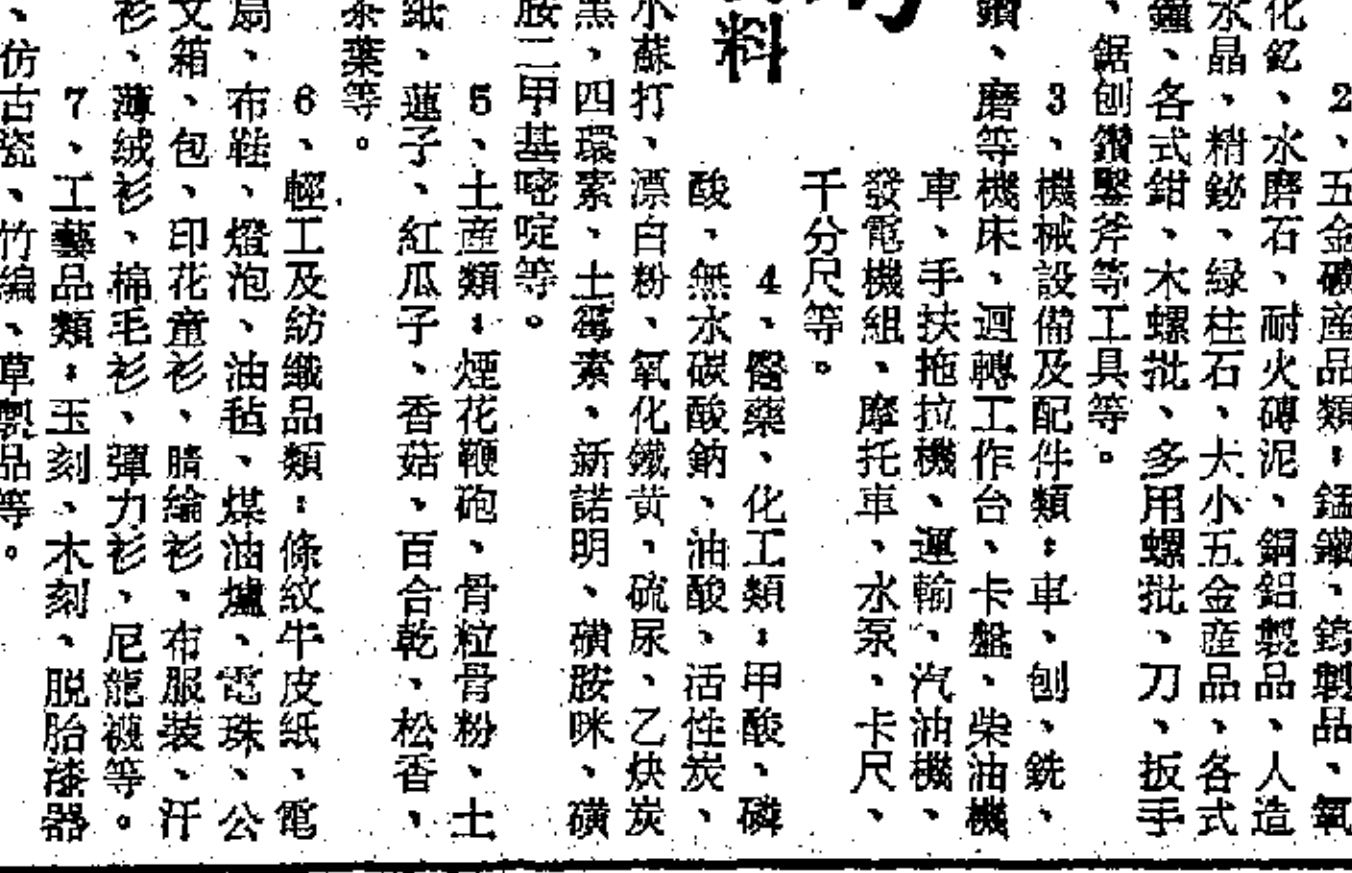 2、五金礦産品類：錳鐵、鎢製品、氧
化釔、水磨石、耐火磚泥、銅鋁製品、人造
水晶、精鉍、緑柱石、大小五金産品、各式
鐘、各式鉗、木螺批、多用螺批、刀、扳手
、鋸刨鑽鑿斧等工具等。
3、機械設備及配件類：車、刨、銑、
鑽、磨等機床、迴轉工作台、卡盤、柴油機
車、手扶拖拉機、運輸、汽油機、
發電機組、摩托車、水泵、卡尺、
千分尺等。
料
4、醫藥、化工類：甲酸、磷
酸、無水碳酸鈉、油酸、活性炭、
小蘇打、漂白粉、氧化鐵黄、硫尿、乙炔炭
黑、四環素、土霉素、新諾明、磺胺咪、磺
胺二甲基嘧啶等。
5、土産類：煙花鞭砲、骨粒骨粉、土
紙、蓮子、紅瓜子、香菇、百合乾、松香、
茶葉等。
6、輕工及紡織品類：條紋牛皮紙、電
扇、布鞋、燈泡、油毡、煤油爐、電珠、公
文箱、包、印花童衫、腈綸衫、布服装、汗
衫、薄絨衫、棉毛衫、彈力衫、尼龍襪等。
7、工藝品類：玉刻、木刻、脱胎漆器
、仿古瓷、竹編、草製品等。